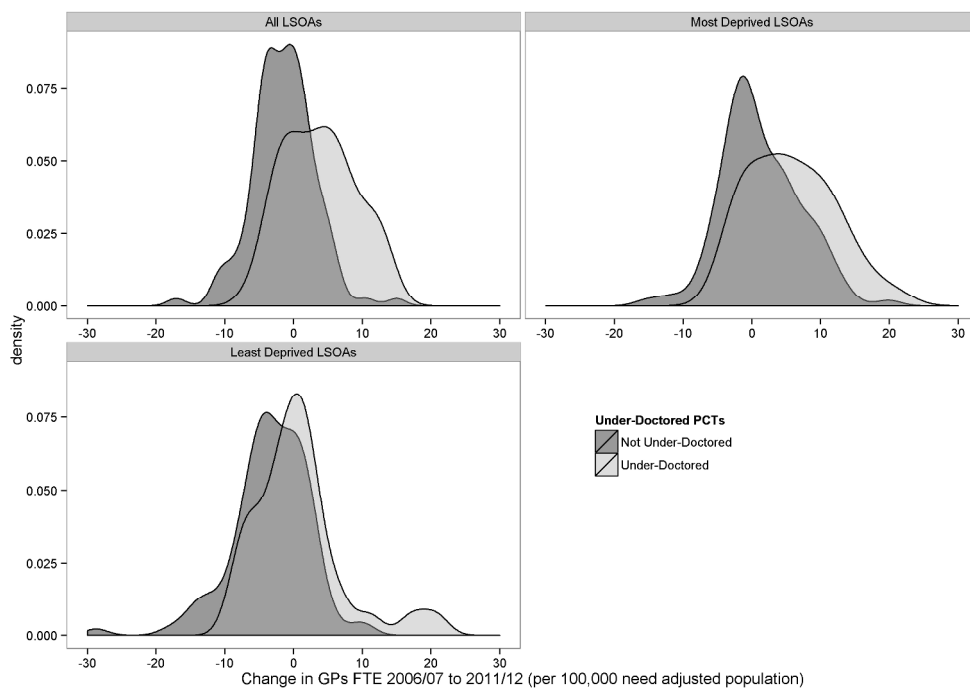 All LSOAs
Most Deprived LSOAs
0.075
0.050
0.025
0.000
-30 -20 -10 0 10 20 30
-30 -20 -10 0 10 20 30
density
Least Deprived LSOAs
0.075
0.050
0.025
0.000
-30 -20 -10 0 10 20 30
Under-Doctored PCTs
Not Under-Doctored
Under-Doctored
Change in GPs FTE 2006/07 to 2011/12 (per 100,000 need adjusted population)